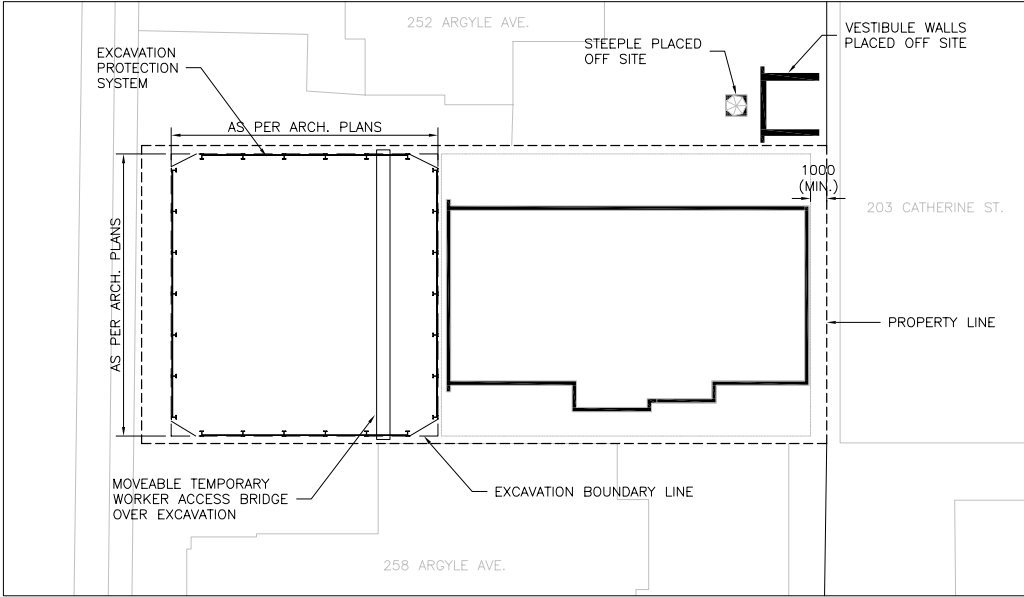 252 ARGYLE AVE.
EXCAVATION
PROTECTION
SYSTEM
STEEPLE PLACED
OFF SITE
VESTIBULE WALLS
PLACED OFF SITE
AS PER ARCH. PLANS
AS PER ARCH. PLANS
1000
(MIN.)
203 CATHERINE ST.
PROPERTY LINE
MOVEABLE TEMPORARY
WORKER ACCESS BRIDGE
OVER EXCAVATION
EXCAVATION BOUNDARY LINE
258 ARGYLE AVE.